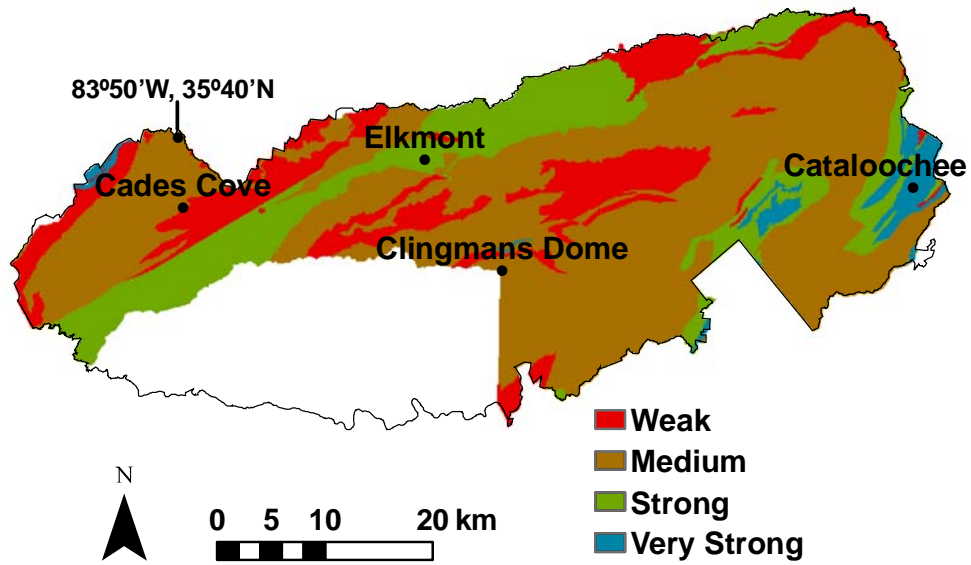 83º50’W, 35º40’N
Elkmont
Cades Cove
Cataloochee
Clingmans Dome
Weak
Medium
Strong
Very Strong
N
0 5 10 20 km